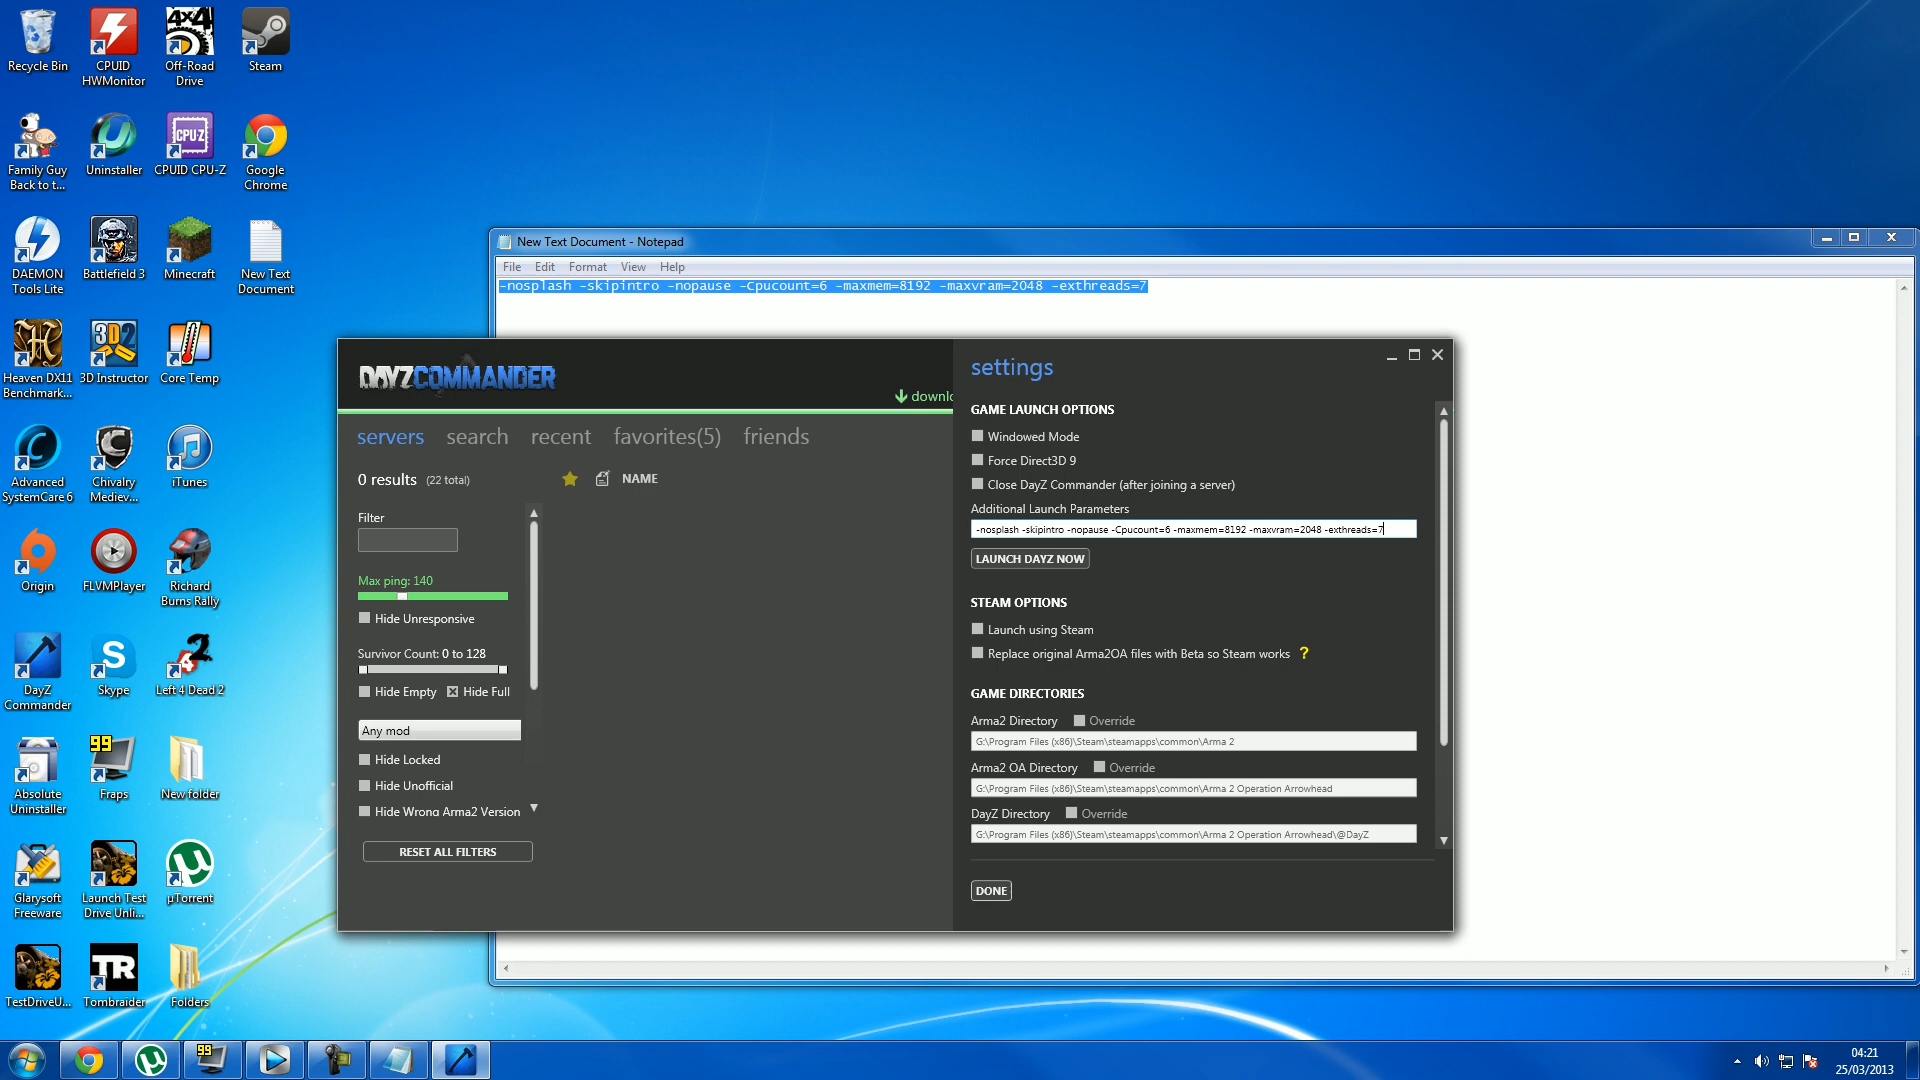 Recycle Bin
CPUID
HWMonitor
4x4
Off-Road
Drive
Steam
Family Guy
Back to t...
Uninstaller
CPU-Z
CPUID CPU-Z
Google
Chrome
DAEMON
Tools Lite
Battlefield 3
Minecraft
New Text
Document
Heaven DX11
Benchmark...
3D2
3D Instructor
Core Temp
Advanced
SystemCare 6
Chivalry
Mediev...
iTunes
Origin
FLVMPlayer
Richard
Burns Rally
DayZ
Commander
Skype
Left 4 Dead 2
Absolute
Uninstaller
99
Fraps
New folder
Glarysoft
Freeware
Launch Test
Drive Unli...
µTorrent
TestDriveU...
TR
Tombraider
Folders
New Text Document - Notepad
File Edit Format View Help
-nosplash -skipintro -nopause -Cpucount=6 -maxmem=8192 -maxvram=2048 -exthreads=7
DAYZCOMMANDER
downlo
servers search recent favorites(5) friends
0 results (22 total)
NAME
Filter
Max ping: 140
Hide Unresponsive
Survivor Count: 0 to 128
Hide Empty Hide Full
Any mod
Hide Locked
Hide Unofficial
Hide Wrong Arma2 Version
RESET ALL FILTERS
settings
GAME LAUNCH OPTIONS
Windowed Mode
Force Direct3D 9
Close DayZ Commander (after joining a server)
Additional Launch Parameters
-nosplash -skipintro -nopause -Cpucount=6 -maxmem=8192 -maxvram=2048 -exthreads=7
LAUNCH DAYZ NOW
STEAM OPTIONS
Launch using Steam
Replace original Arma2OA files with Beta so Steam works ?
GAME DIRECTORIES
Arma2 Directory Override
G:\Program Files (x86)\Steam\steamapps\common\Arma 2
Arma2 OA Directory Override
G:\Program Files (x86)\Steam\steamapps\common\Arma 2 Operation Arrowhead
DayZ Directory Override
G:\Program Files (x86)\Steam\steamapps\common\Arma 2 Operation Arrowhead\@DayZ
DONE
99
04:21
25/03/2013